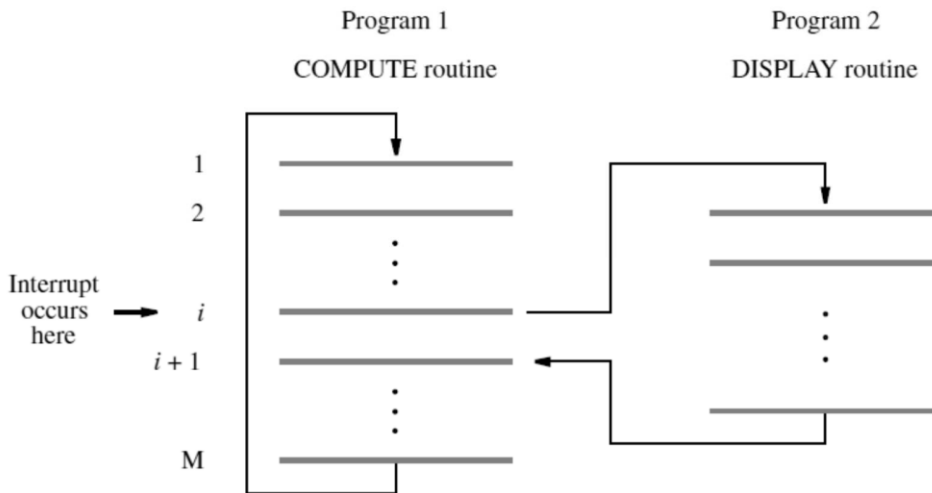 Program 1
COMPUTE routine
Program 2
DISPLAY routine
1
2
Interrupt
occurs
here
i
i + 1
M